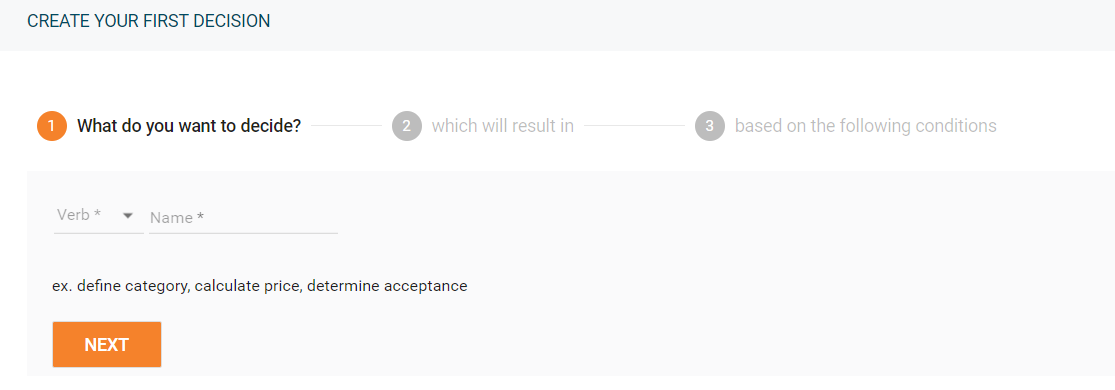 CREATE YOUR FIRST DECISION
1 What do you want to decide? 2 which will result in 3 based on the following conditions
Verb * Name *
ex. define category, calculate price, determine acceptance
NEXT